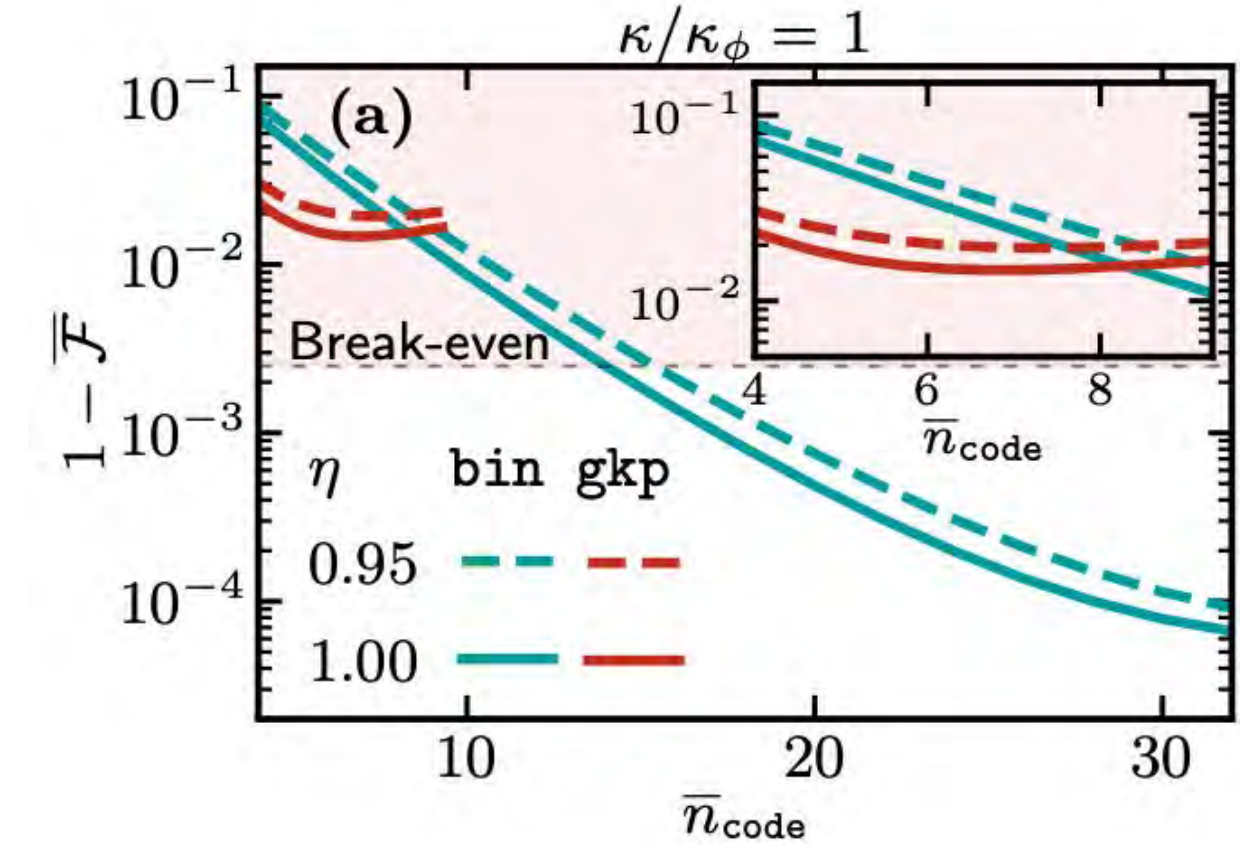 κ/κ_ϕ = 1
10⁻¹
(a)
10⁻¹
10⁻²
10⁻²
Break-even
4
6
8
n̅_code
1 − ℱ̅
10⁻³
η bin gkp
0.95
10⁻⁴
1.00
10
20
30
n̅_code